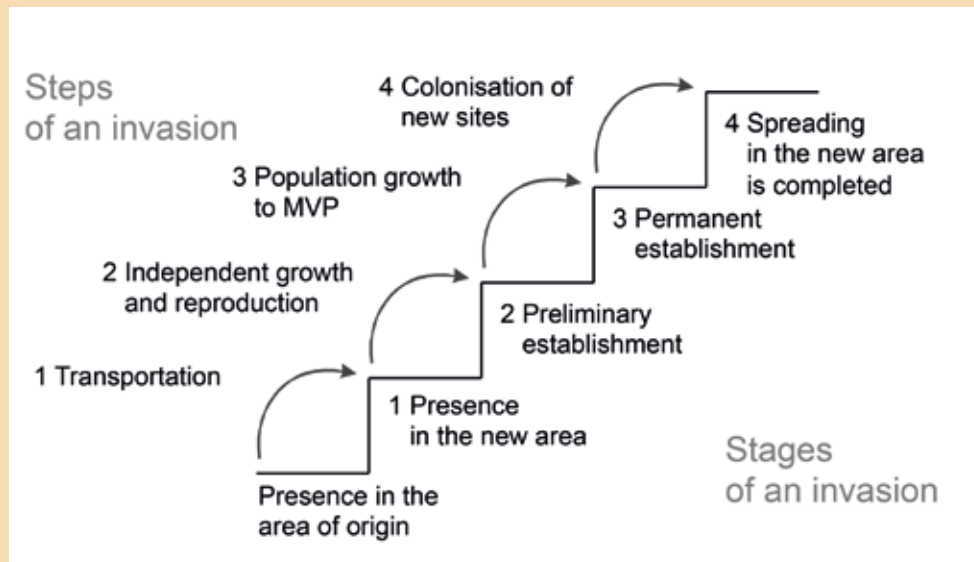 Steps
of an invasion
4 Colonisation of
new sites
4 Spreading
in the new area
is completed
3 Population growth
to MVP
3 Permanent
establishment
2 Independent growth
and reproduction
2 Preliminary
establishment
1 Transportation
1 Presence
in the new area
Stages
of an invasion
Presence in the
area of origin